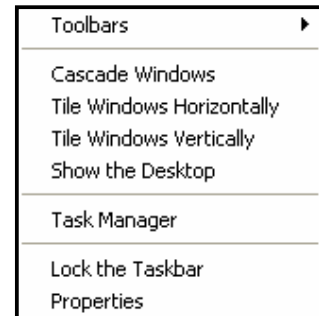 Toolbars
Cascade Windows
Tile Windows Horizontally
Tile Windows Vertically
Show the Desktop
Task Manager
Lock the Taskbar
Properties